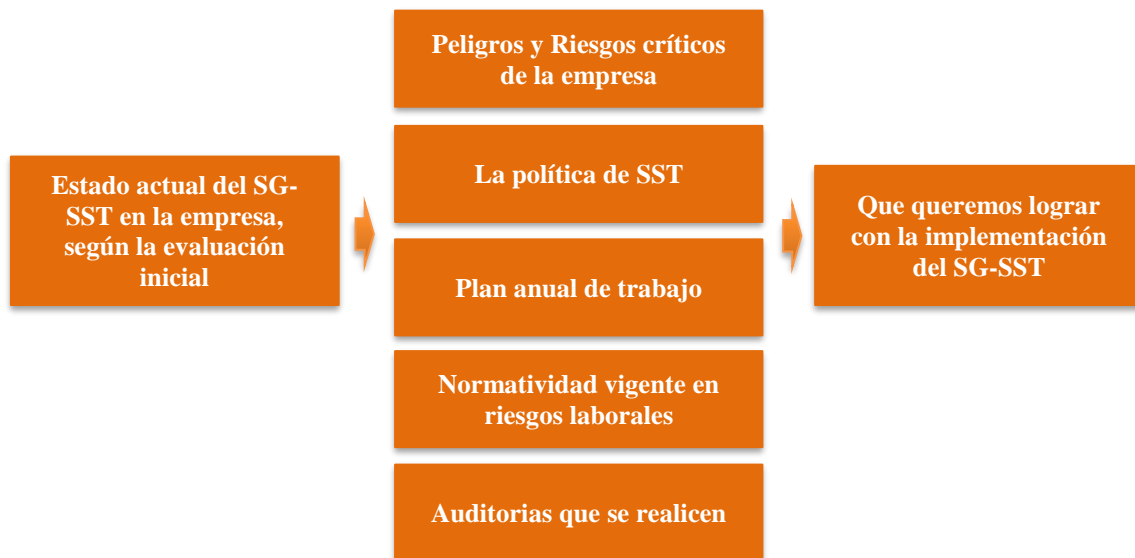 Estado actual del SG-
SST en la empresa,
según la evaluación
inicial
Peligros y Riesgos críticos
de la empresa
La política de SST
Plan anual de trabajo
Normatividad vigente en
riesgos laborales
Auditorias que se realicen
Que queremos lograr
con la implementación
del SG-SST